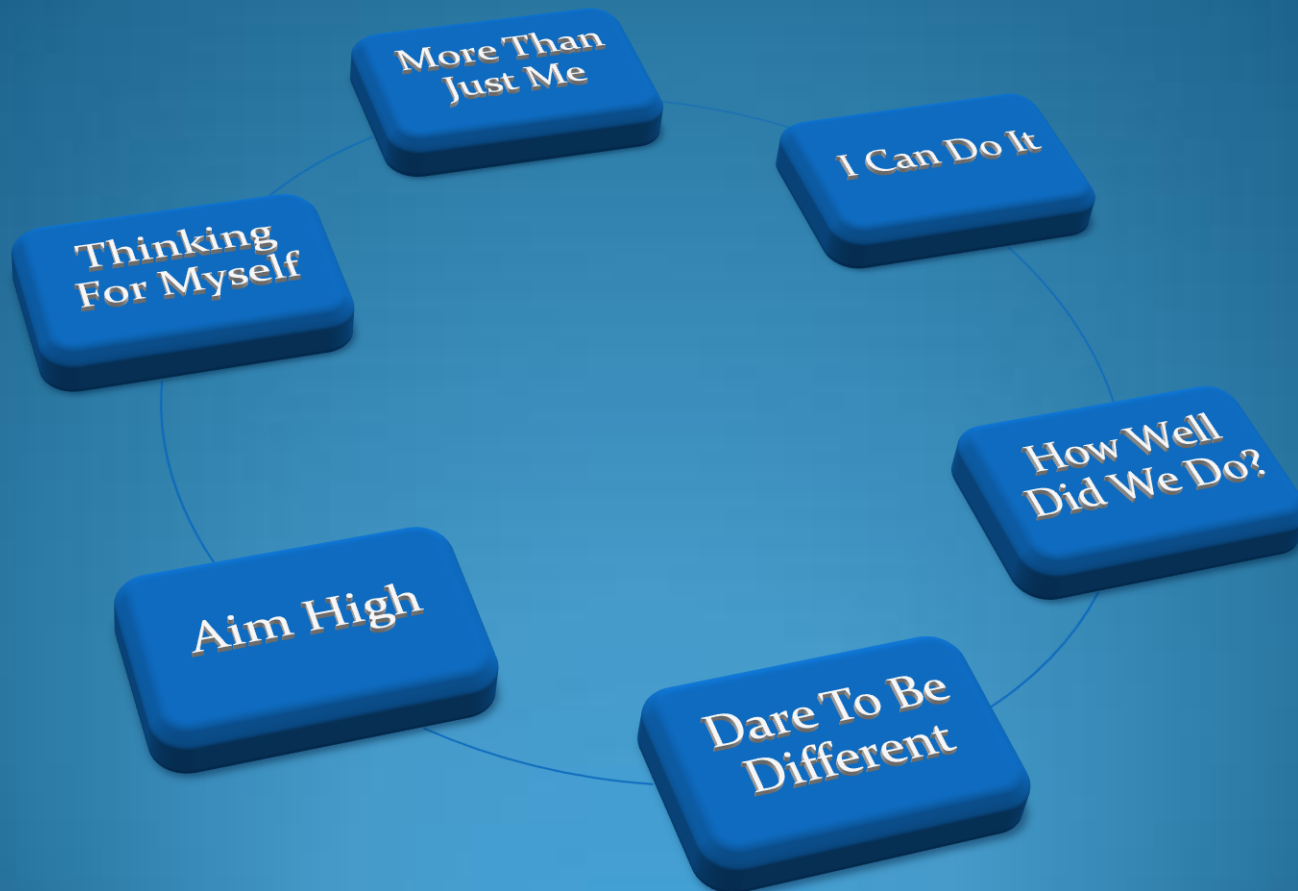 More Than
Just Me
I Can Do It
How Well
Did We Do?
Dare To Be
Different
Aim High
Thinking
For Myself